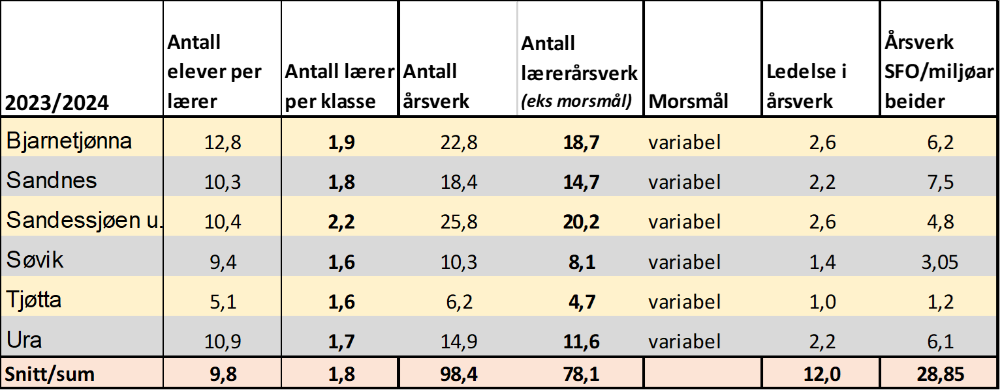 2023/2024 | Antall elever per lærer | Antall lærer per klasse | Antall årsverk | Antall lærerårsverk (eks morsmål) | Morsmål | Ledelse i årsverk | Årsverk SFO/miljøar beider
Bjarnetjønna | 12,8 | 1,9 | 22,8 | 18,7 | variabel | 2,6 | 6,2
Sandnes | 10,3 | 1,8 | 18,4 | 14,7 | variabel | 2,2 | 7,5
Sandessjøen u. | 10,4 | 2,2 | 25,8 | 20,2 | variabel | 2,6 | 4,8
Søvik | 9,4 | 1,6 | 10,3 | 8,1 | variabel | 1,4 | 3,05
Tjøtta | 5,1 | 1,6 | 6,2 | 4,7 | variabel | 1,0 | 1,2
Ura | 10,9 | 1,7 | 14,9 | 11,6 | variabel | 2,2 | 6,1
Snitt/sum | 9,8 | 1,8 | 98,4 | 78,1 | | 12,0 | 28,85